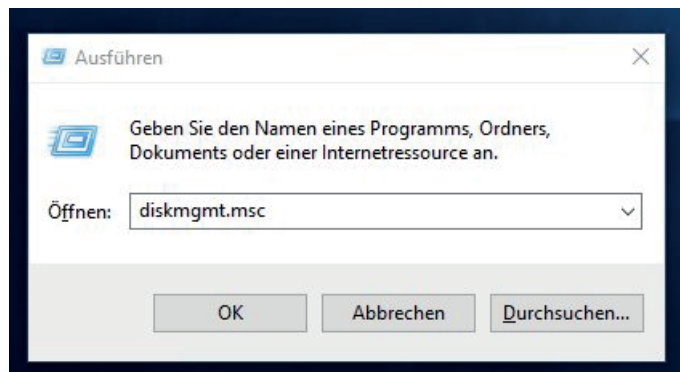 Ausführen
Geben Sie den Namen eines Programms, Ordners,
Dokuments oder einer Internetressource an.
Öffnen: diskmgmt.msc
OK Abbrechen Durchsuchen...